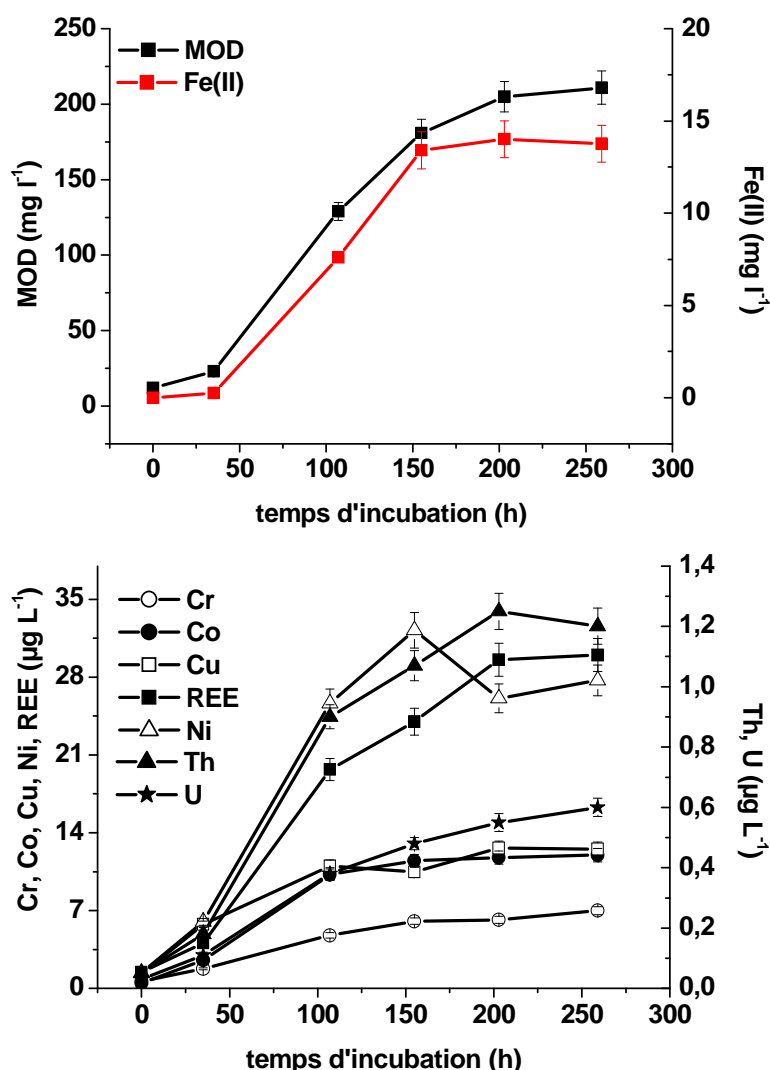 250
200
150
100
50
0
MOD (mg l⁻¹)
MOD
Fe(II)
20
15
10
5
0
Fe(II) (mg l⁻¹)
0 50 100 150 200 250 300
temps d'incubation (h)
35
28
21
14
7
0
Cr, Co, Cu, Ni, REE (µg L⁻¹)
Cr
Co
Cu
REE
Ni
Th
U
1,4
1,2
1,0
0,8
0,6
0,4
0,2
0,0
Th, U (µg L⁻¹)
0 50 100 150 200 250 300
temps d'incubation (h)